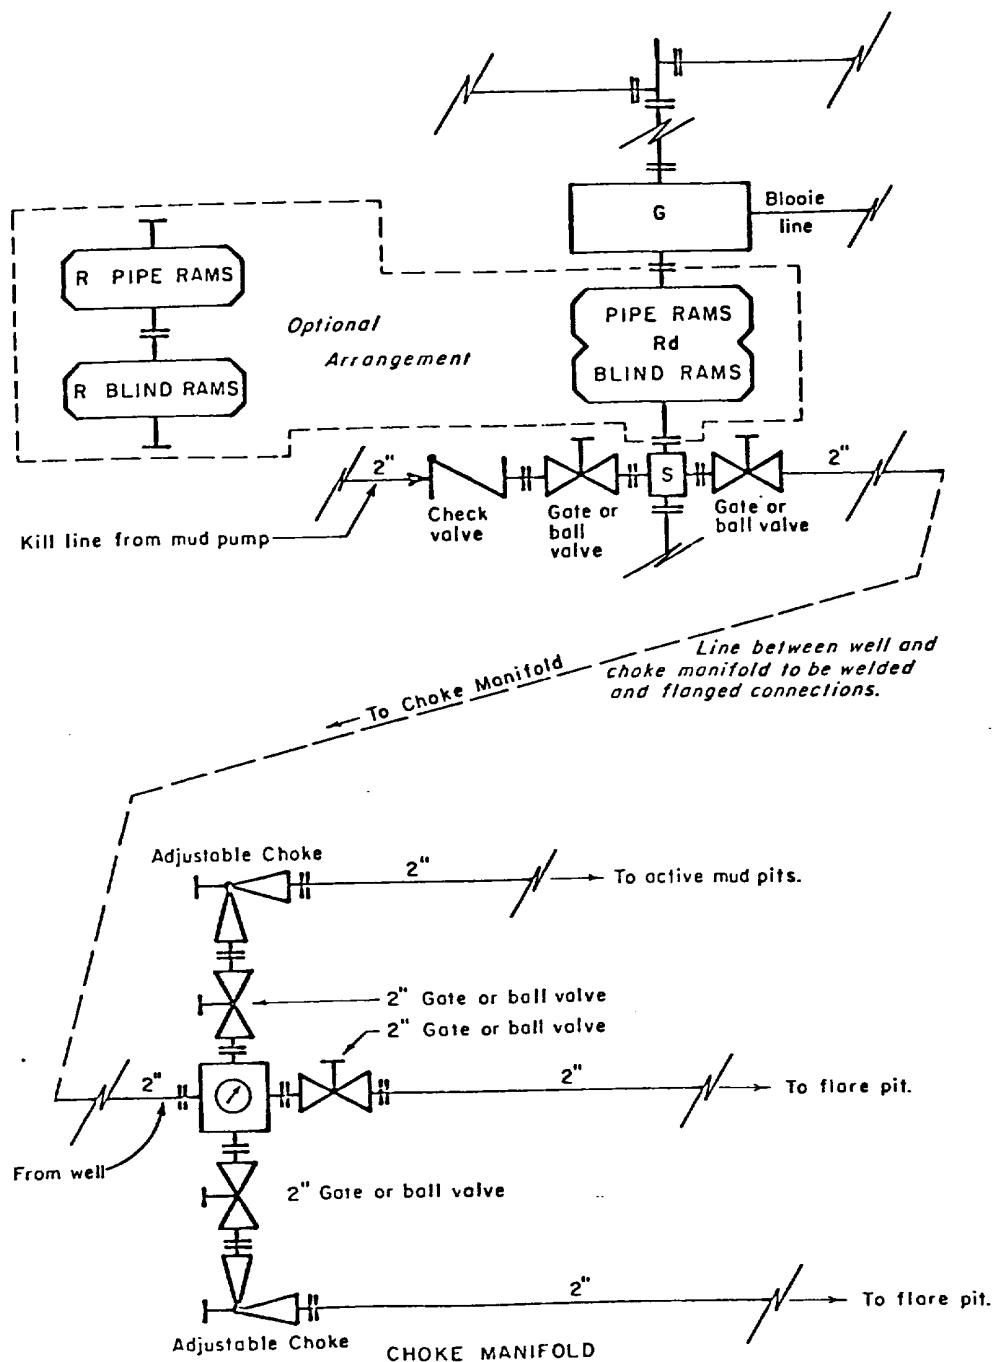 G
Blooie
line
R PIPE RAMS
Optional
Arrangement
PIPE RAMS
Rd
BLIND RAMS
R BLIND RAMS
2"
S
2"
Check
valve
Gate or
ball
valve
Gate or
ball valve
Kill line from mud pump
Line between well and
choke manifold to be welded
and flanged connections.
To Choke Manifold
Adjustable Choke
2"
To active mud pits.
2" Gate or ball valve
2" Gate or ball valve
2"
2"
To flare pit.
From well
2" Gate or ball valve
2"
To flare pit.
Adjustable Choke
CHOKE MANIFOLD